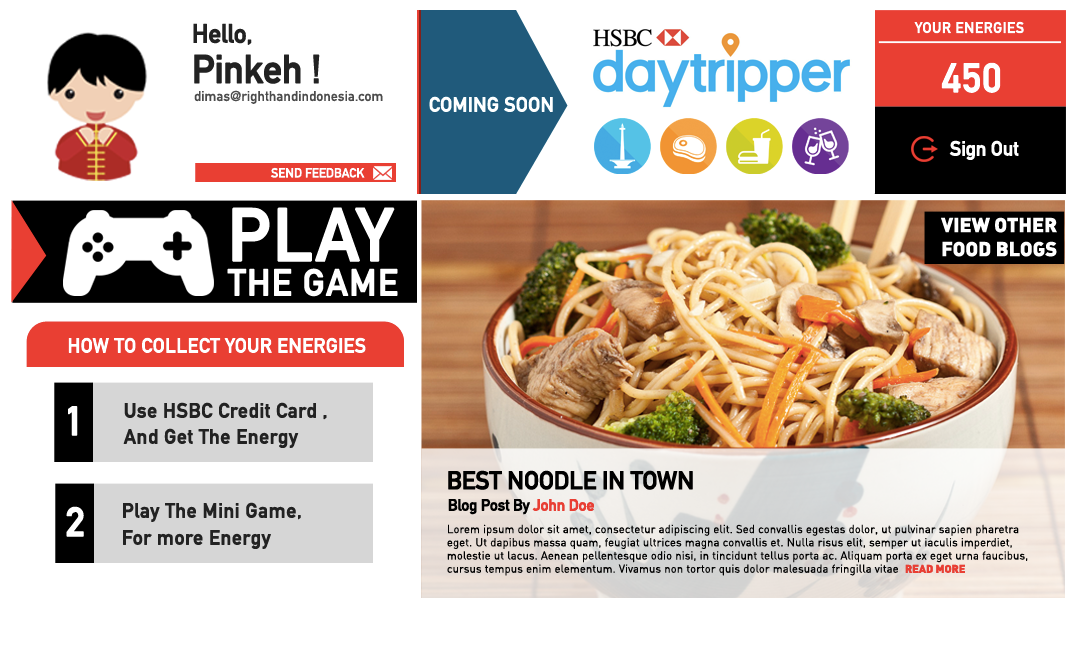 Hello,
Pinkeh !
dimas@righthandindonesia.com
SEND FEEDBACK
COMING SOON
HSBC
daytripper
YOUR ENERGIES
450
Sign Out
PLAY
THE GAME
HOW TO COLLECT YOUR ENERGIES
1
Use HSBC Credit Card ,
And Get The Energy
2
Play The Mini Game,
For more Energy
VIEW OTHER
FOOD BLOGS
BEST NOODLE IN TOWN
Blog Post By John Doe
Lorem ipsum dolor sit amet, consectetur adipiscing elit. Sed convallis egestas dolor, ut pulvinar sapien pharetra
eget. Ut dapibus massa quam, feugiat ultrices magna convallis et. Nulla risus elit, semper ut iaculis imperdiet,
molestie ut lacus. Aenean pellentesque odio nisi, in tincidunt tellus porta ac. Aliquam porta ex eget urna faucibus,
cursus tempus enim elementum. Vivamus non tortor quis dolor malesuada fringilla vitae READ MORE